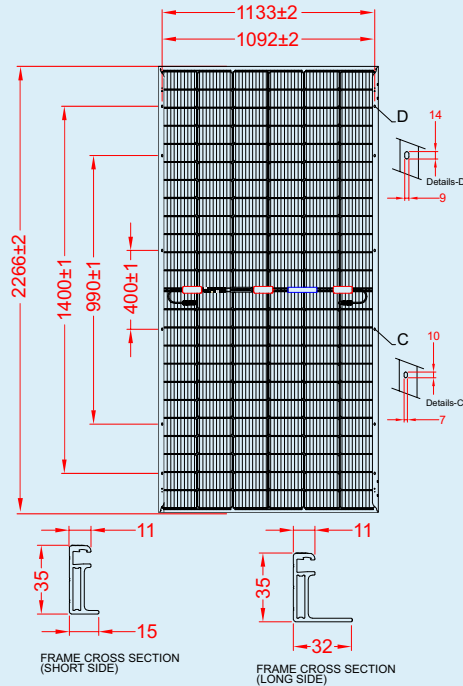 1133±2
1092±2
D
14
Details-D
9
2266±2
1400±1
990±1
400±1
C
10
Details-C
7
11
35
15
FRAME CROSS SECTION
(SHORT SIDE)
11
35
32
FRAME CROSS SECTION
(LONG SIDE)